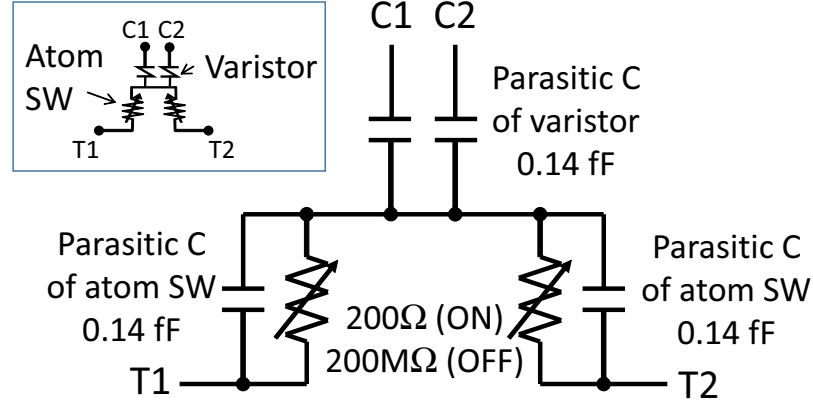 C1 C2
Atom
SW
Varistor
T1
T2
C1 C2
Parasitic C
of varistor
0.14 fF
Parasitic C
of atom SW
0.14 fF
200Ω (ON)
200MΩ (OFF)
Parasitic C
of atom SW
0.14 fF
T1
T2